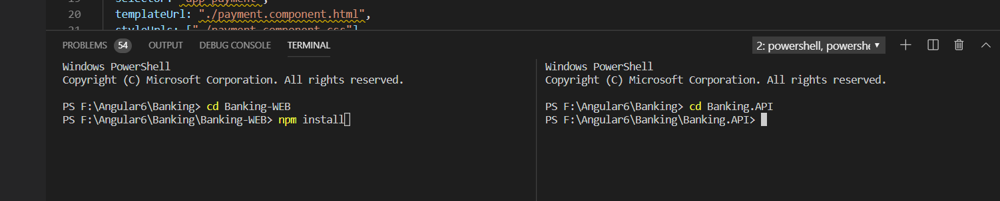 19 selector: "app-payment",
20 templateUrl: "./payment.component.html",
21 styleUrls: ["./payment.component.css"]
PROBLEMS 54 OUTPUT DEBUG CONSOLE TERMINAL
2: powershell, powershe
Windows PowerShell
Copyright (C) Microsoft Corporation. All rights reserved.
PS F:\Angular6\Banking> cd Banking-WEB
PS F:\Angular6\Banking\Banking-WEB> npm install
Windows PowerShell
Copyright (C) Microsoft Corporation. All rights reserved.
PS F:\Angular6\Banking> cd Banking.API
PS F:\Angular6\Banking\Banking.API>